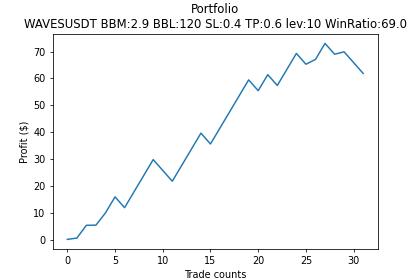 Portfolio
WAVESUSDT BBM:2.9 BBL:120 SL:0.4 TP:0.6 lev:10 WinRatio:69.0
70
60
50
40
30
20
10
0
Profit ($)
0 5 10 15 20 25 30
Trade counts